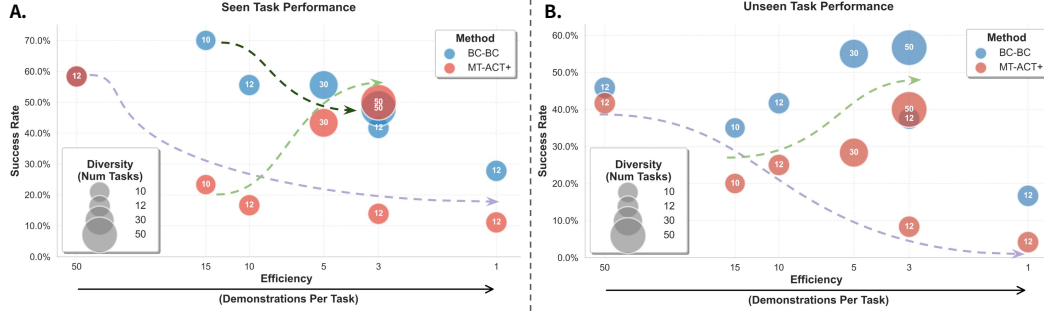 A.
Seen Task Performance
Success Rate
70.0%
60.0%
50.0%
40.0%
30.0%
20.0%
10.0%
0.0%
Method
BC-BC
MT-ACT+
12
10
12
30
30
50
50
12
12
10
12
12
12
Diversity
(Num Tasks)
10
12
30
50
50 15 10 5 3 1
Efficiency
(Demonstrations Per Task)
B.
Unseen Task Performance
Success Rate
60.0%
50.0%
40.0%
30.0%
20.0%
10.0%
0.0%
Method
BC-BC
MT-ACT+
12
12
10
12
30
50
50
12
10
12
30
12
12
12
Diversity
(Num Tasks)
10
12
30
50
50 15 10 5 3 1
Efficiency
(Demonstrations Per Task)